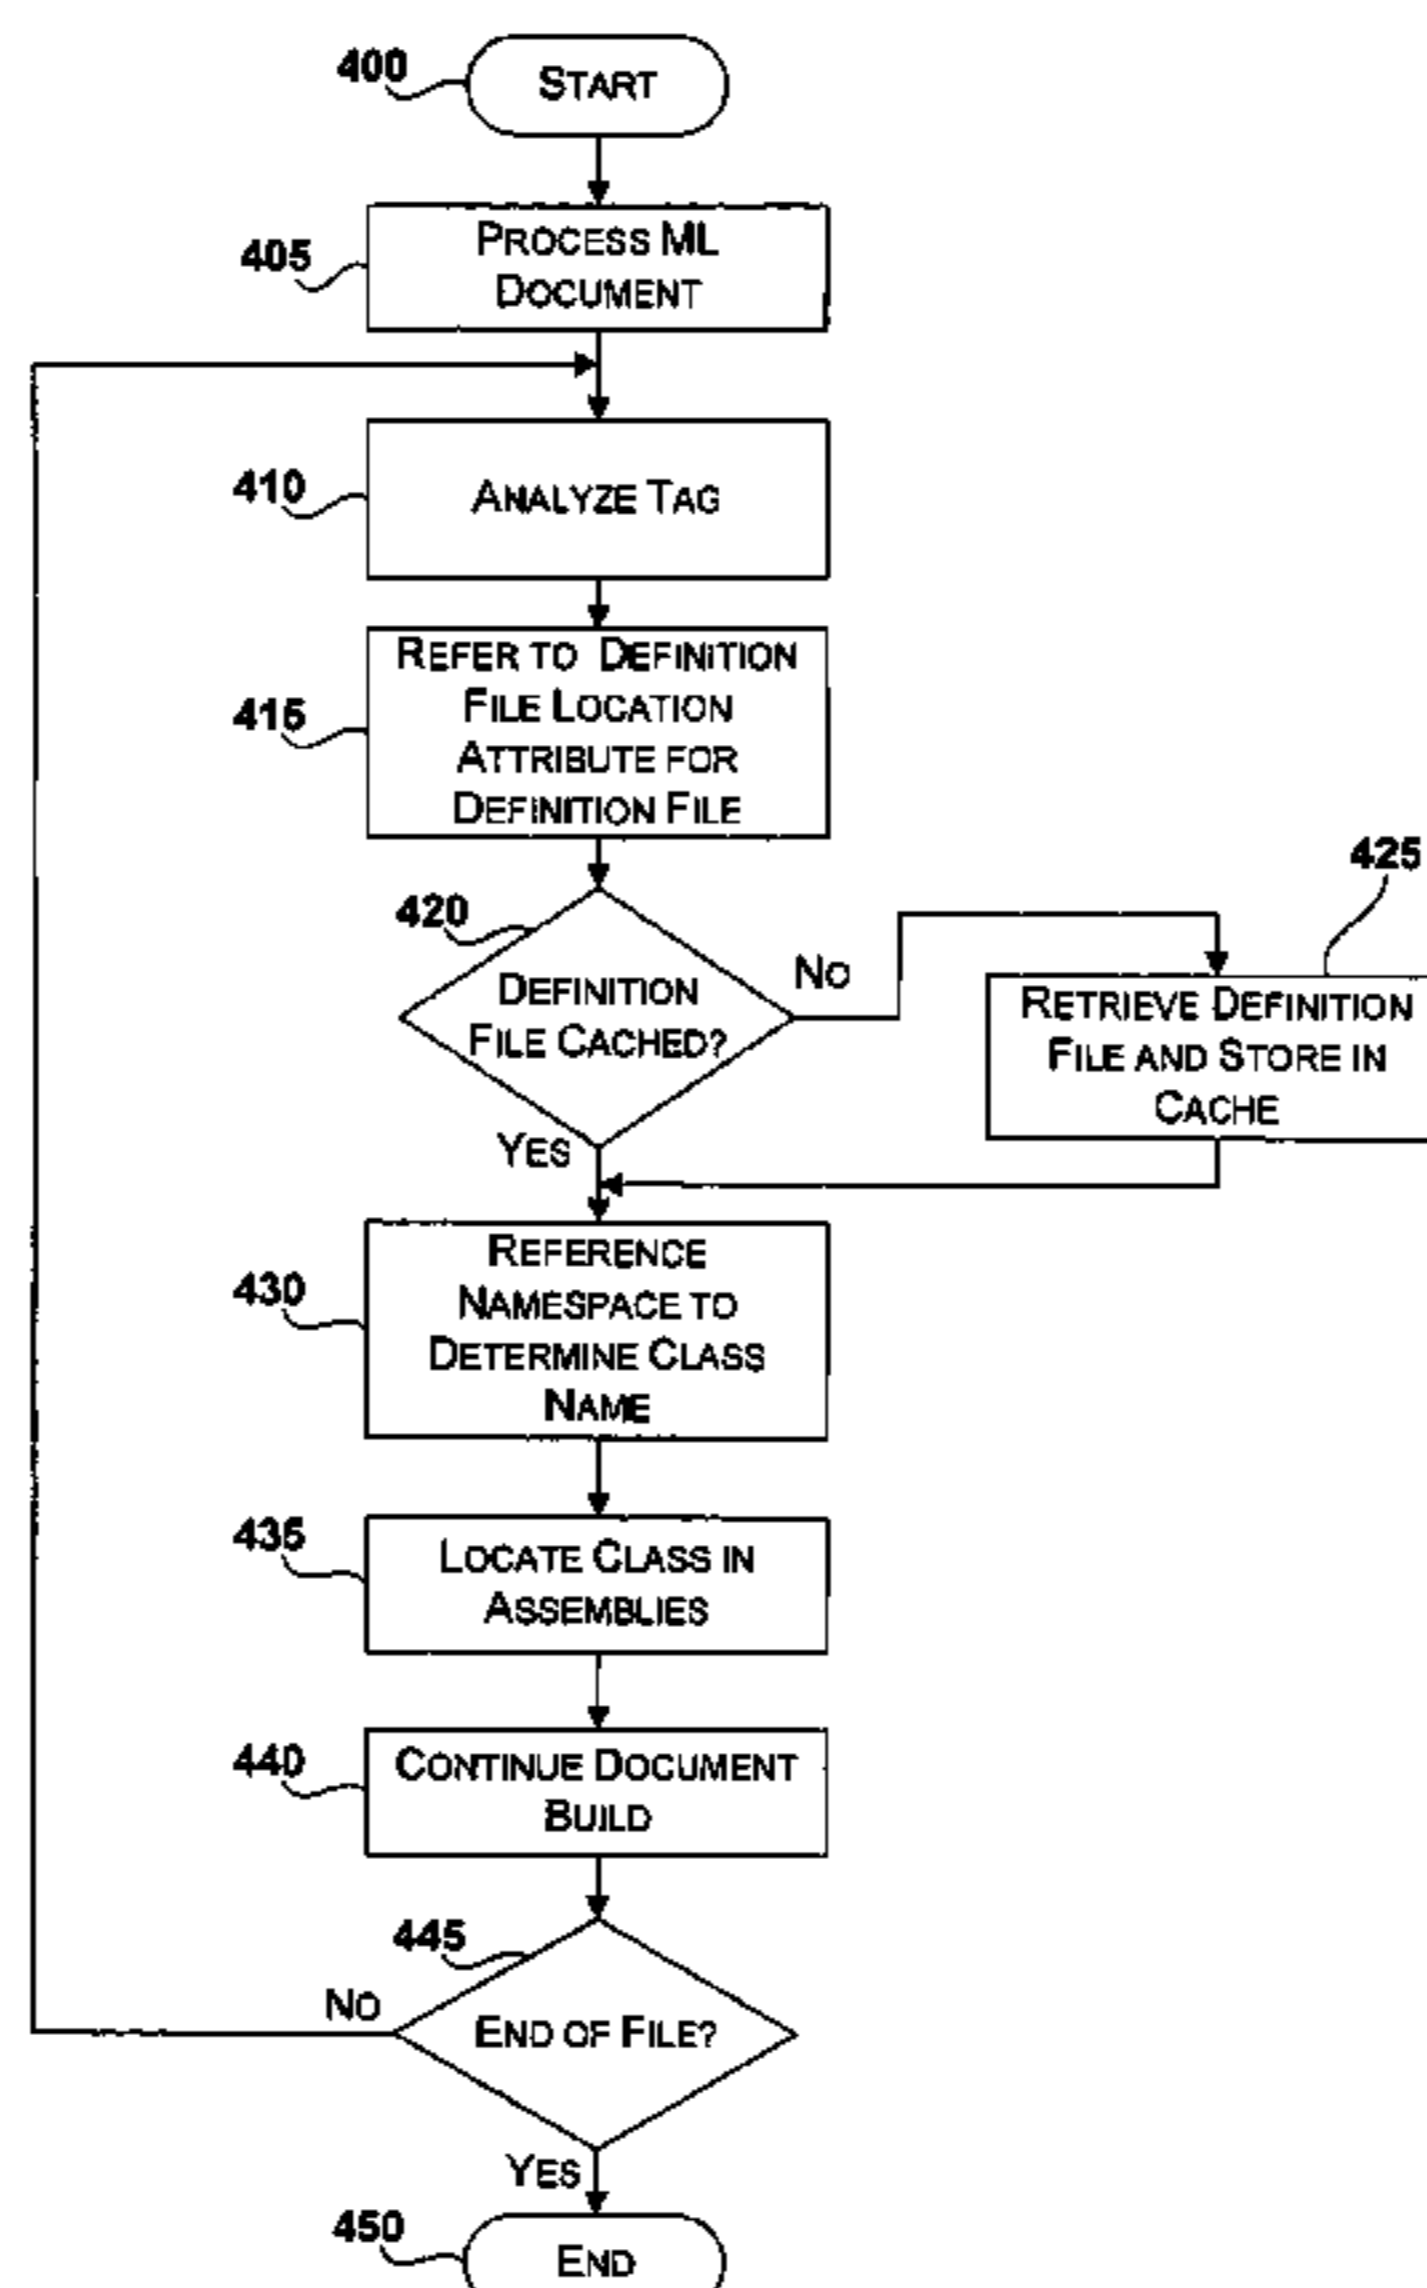 400
START
405
PROCESS ML
DOCUMENT
410
ANALYZE TAG
415
REFER TO DEFINITION
FILE LOCATION
ATTRIBUTE FOR
DEFINITION FILE
420
DEFINITION
FILE CACHED?
NO
YES
425
RETRIEVE DEFINITION
FILE AND STORE IN
CACHE
430
REFERENCE
NAMESPACE TO
DETERMINE CLASS
NAME
435
LOCATE CLASS IN
ASSEMBLIES
440
CONTINUE DOCUMENT
BUILD
445
END OF FILE?
NO
YES
450
END